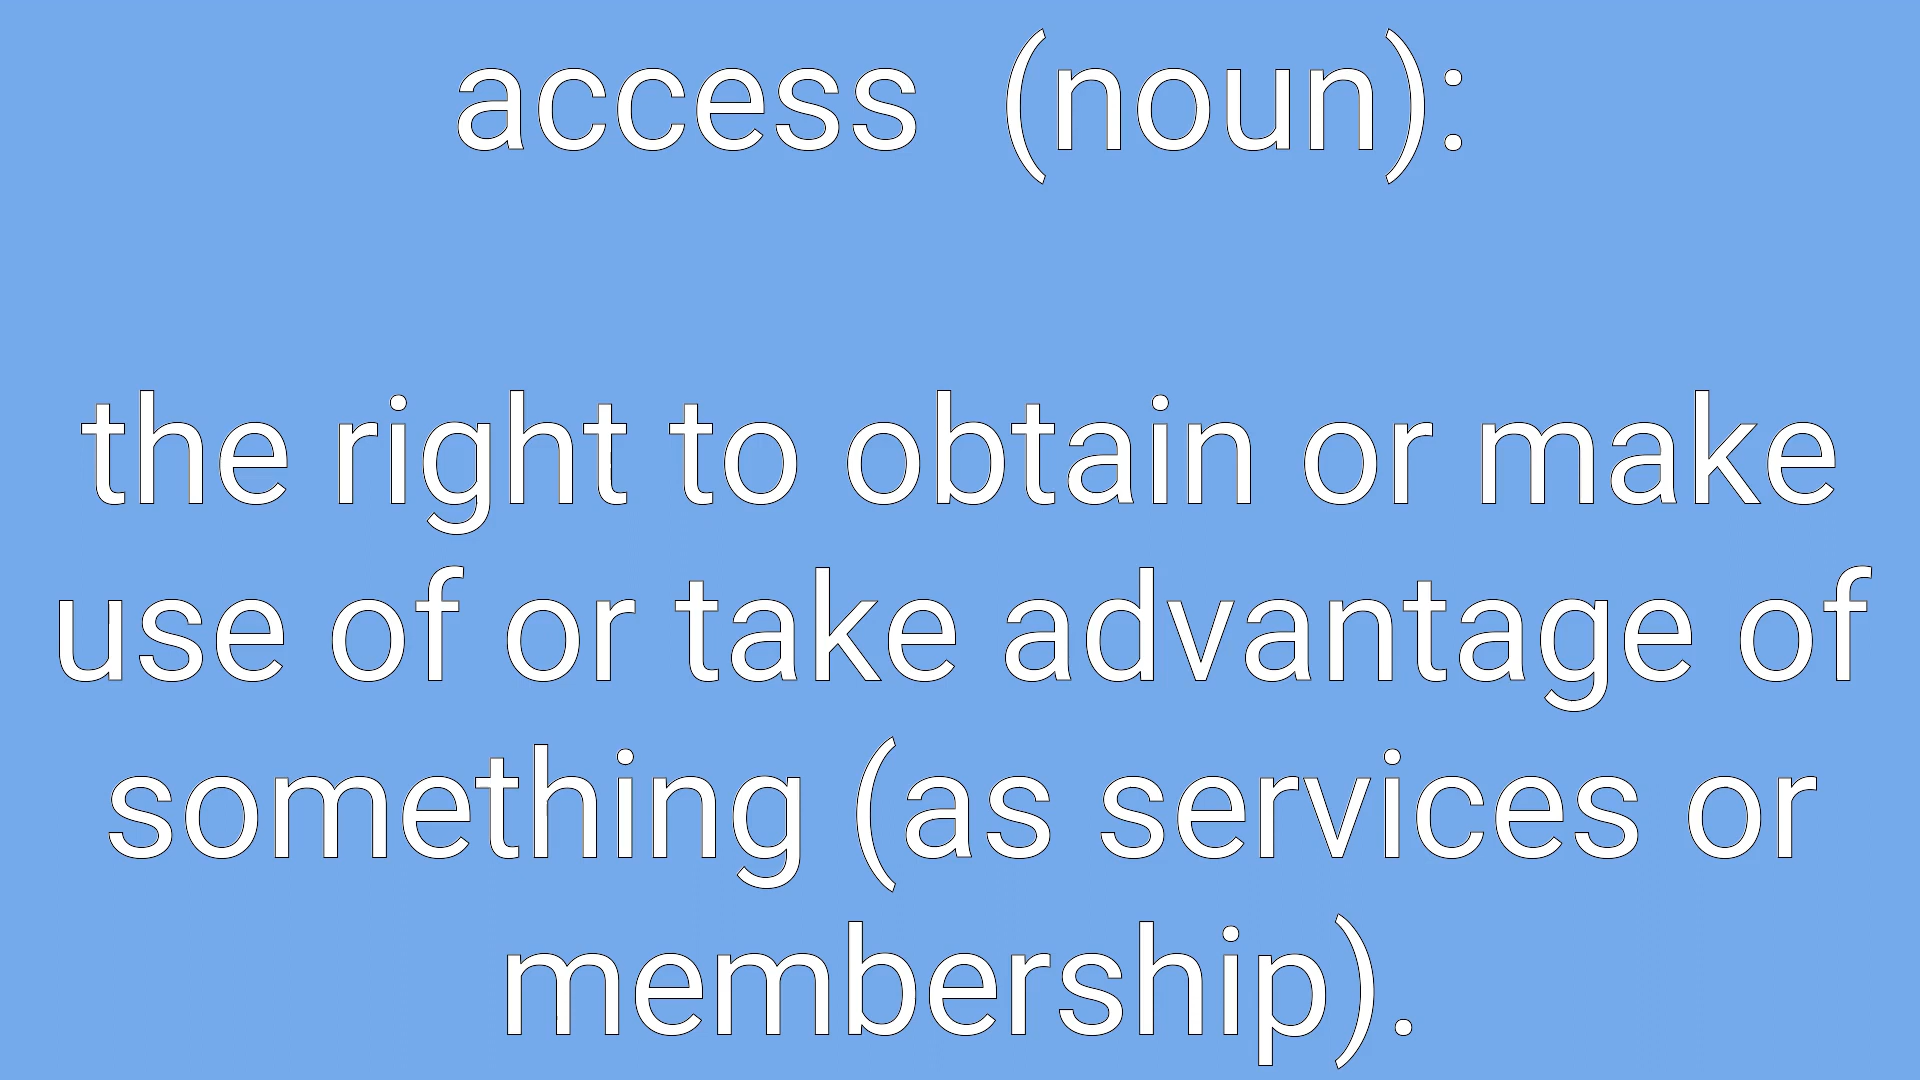 access  (noun):
the right to obtain or make
use of or take advantage of
something (as services or
membership).